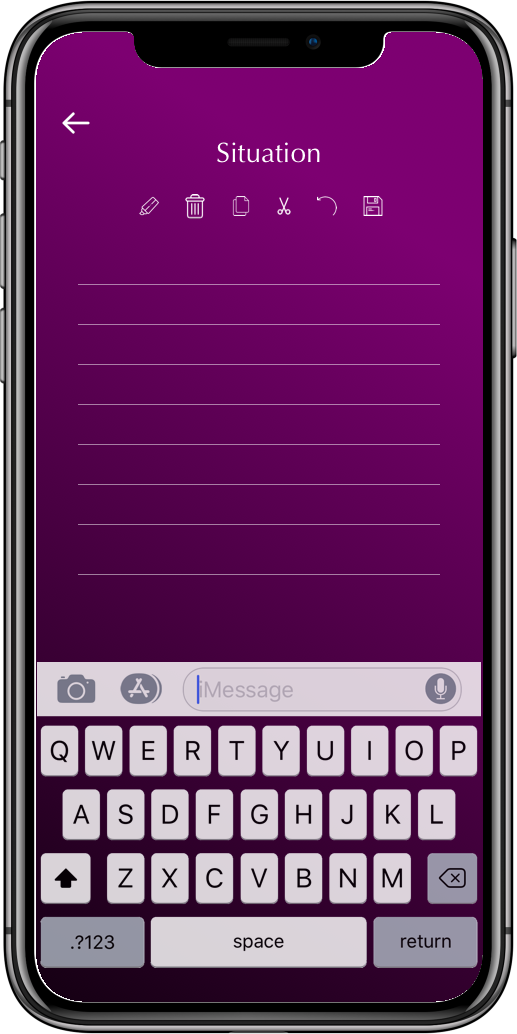 Situation
iMessage
Q W E R T Y U I O P
A S D F G H J K L
Z X C V B N M
.?123 space return